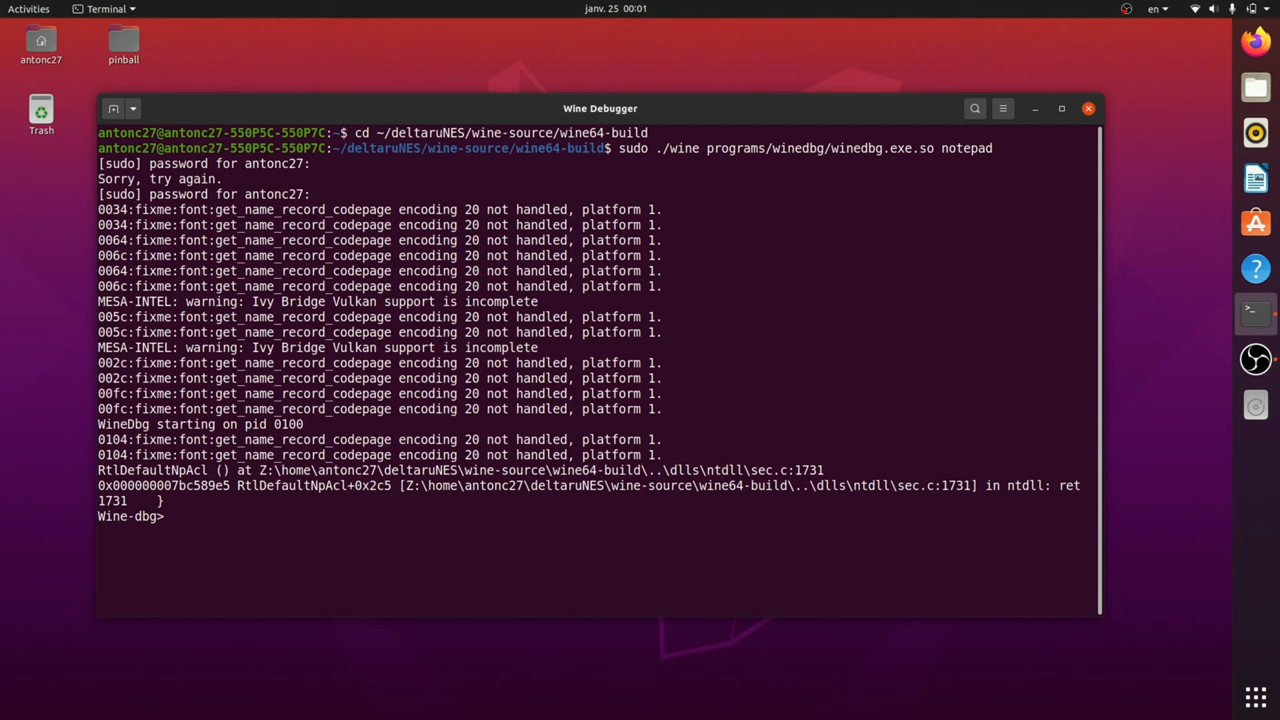 Activities
Terminal
janv. 25 00:01
en
antonc27
pinball
Trash
Wine Debugger
antonc27@antonc27-550P5C-550P7C:~$ cd ~/deltaruNES/wine-source/wine64-build
antonc27@antonc27-550P5C-550P7C:~/deltaruNES/wine-source/wine64-build$ sudo ./wine programs/winedbg/winedbg.exe.so notepad
[sudo] password for antonc27:
Sorry, try again.
[sudo] password for antonc27:
0034:fixme:font:get_name_record_codepage encoding 20 not handled, platform 1.
0034:fixme:font:get_name_record_codepage encoding 20 not handled, platform 1.
0064:fixme:font:get_name_record_codepage encoding 20 not handled, platform 1.
006c:fixme:font:get_name_record_codepage encoding 20 not handled, platform 1.
0064:fixme:font:get_name_record_codepage encoding 20 not handled, platform 1.
006c:fixme:font:get_name_record_codepage encoding 20 not handled, platform 1.
MESA-INTEL: warning: Ivy Bridge Vulkan support is incomplete
005c:fixme:font:get_name_record_codepage encoding 20 not handled, platform 1.
005c:fixme:font:get_name_record_codepage encoding 20 not handled, platform 1.
MESA-INTEL: warning: Ivy Bridge Vulkan support is incomplete
002c:fixme:font:get_name_record_codepage encoding 20 not handled, platform 1.
002c:fixme:font:get_name_record_codepage encoding 20 not handled, platform 1.
00fc:fixme:font:get_name_record_codepage encoding 20 not handled, platform 1.
00fc:fixme:font:get_name_record_codepage encoding 20 not handled, platform 1.
WineDbg starting on pid 0100
0104:fixme:font:get_name_record_codepage encoding 20 not handled, platform 1.
0104:fixme:font:get_name_record_codepage encoding 20 not handled, platform 1.
RtlDefaultNpAcl () at Z:\home\antonc27\deltaruNES\wine-source\wine64-build\..\dlls\ntdll\sec.c:1731
0x000000007bc589e5 RtlDefaultNpAcl+0x2c5 [Z:\home\antonc27\deltaruNES\wine-source\wine64-build\..\dlls\ntdll\sec.c:1731] in ntdll: ret
1731    }
Wine-dbg>